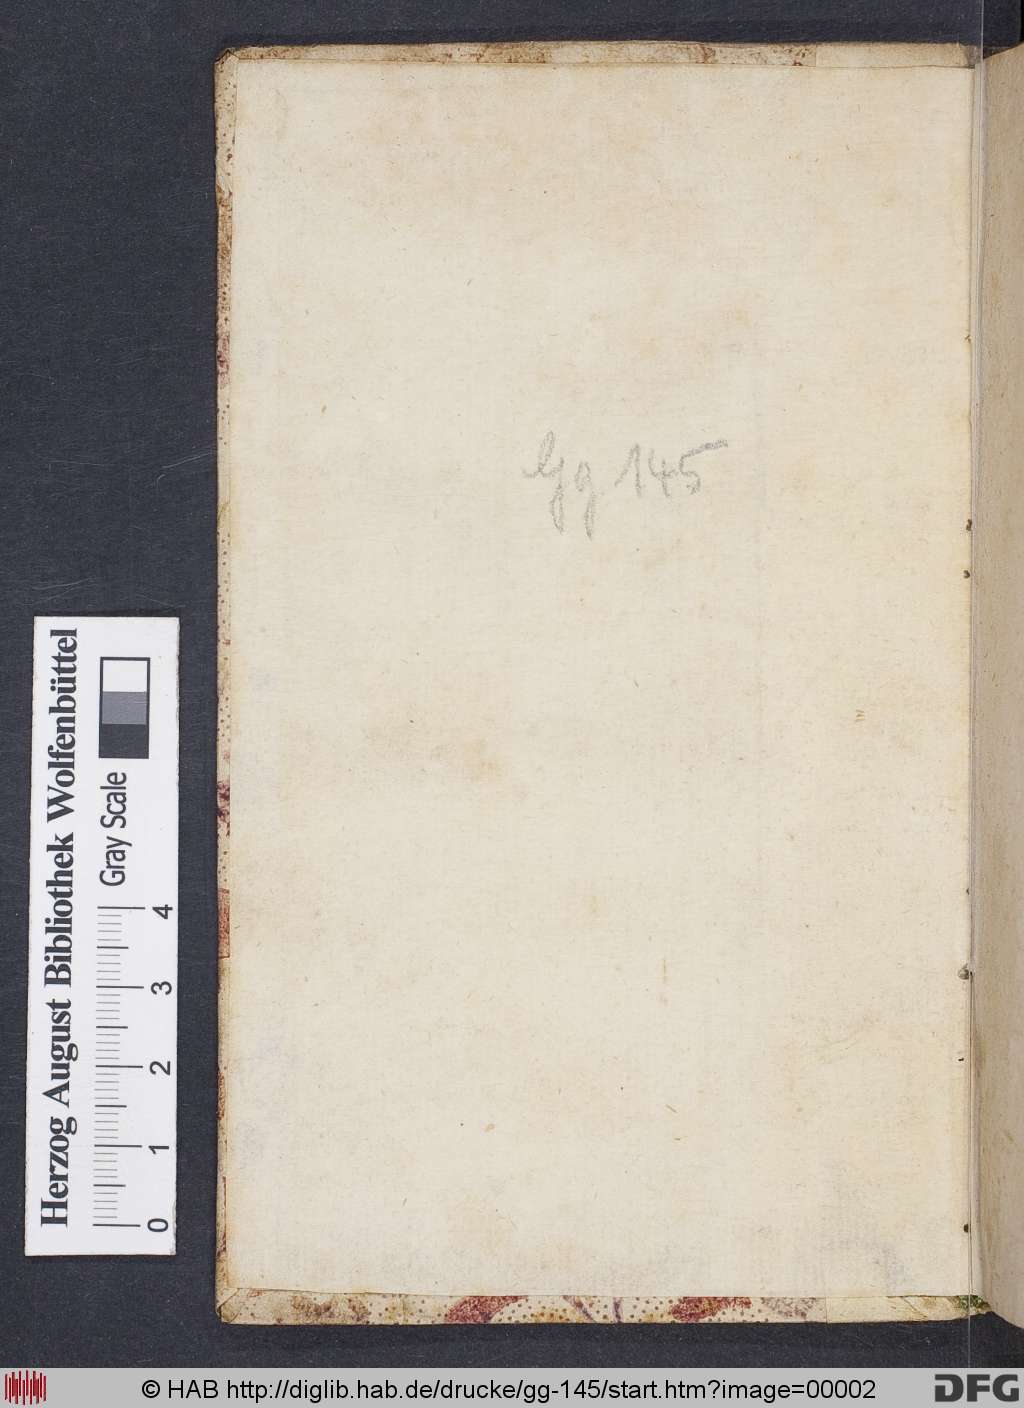 Gg 145
Herzog August Bibliothek Wolfenbüttel
Gray Scale
0 1 2 3 4
© HAB http://diglib.hab.de/drucke/gg-145/start.htm?image=00002
DFG